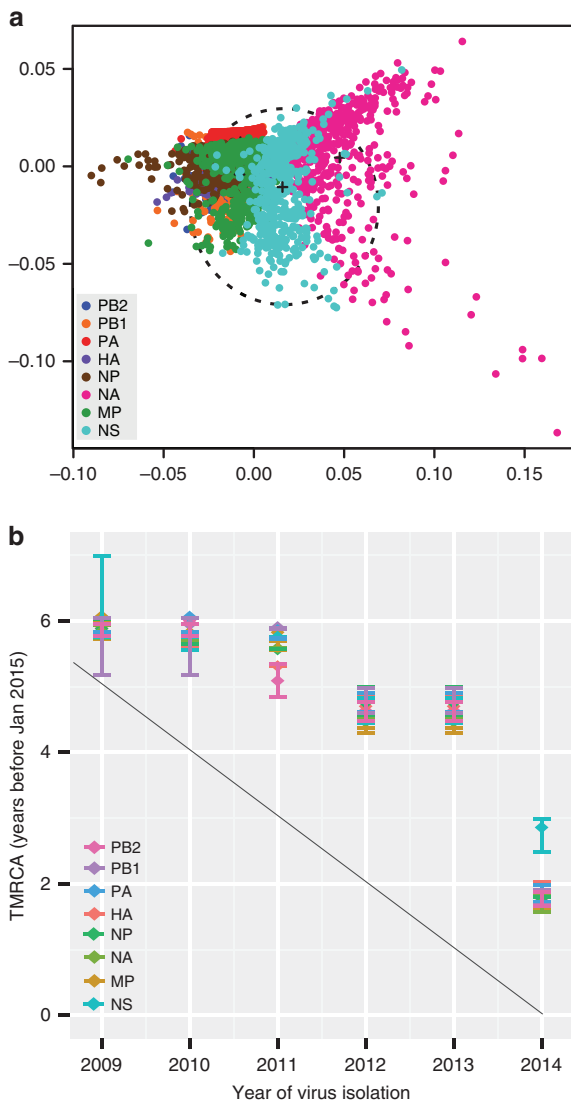 a
0.05
0.00
−0.05
−0.10
PB2
PB1
PA
HA
NP
NA
MP
NS
−0.10
−0.05
0.00
0.05
0.10
0.15
b
TMRCA (years before Jan 2015)
6
4
2
0
PB2
PB1
PA
HA
NP
NA
MP
NS
2009
2010
2011
2012
2013
2014
Year of virus isolation